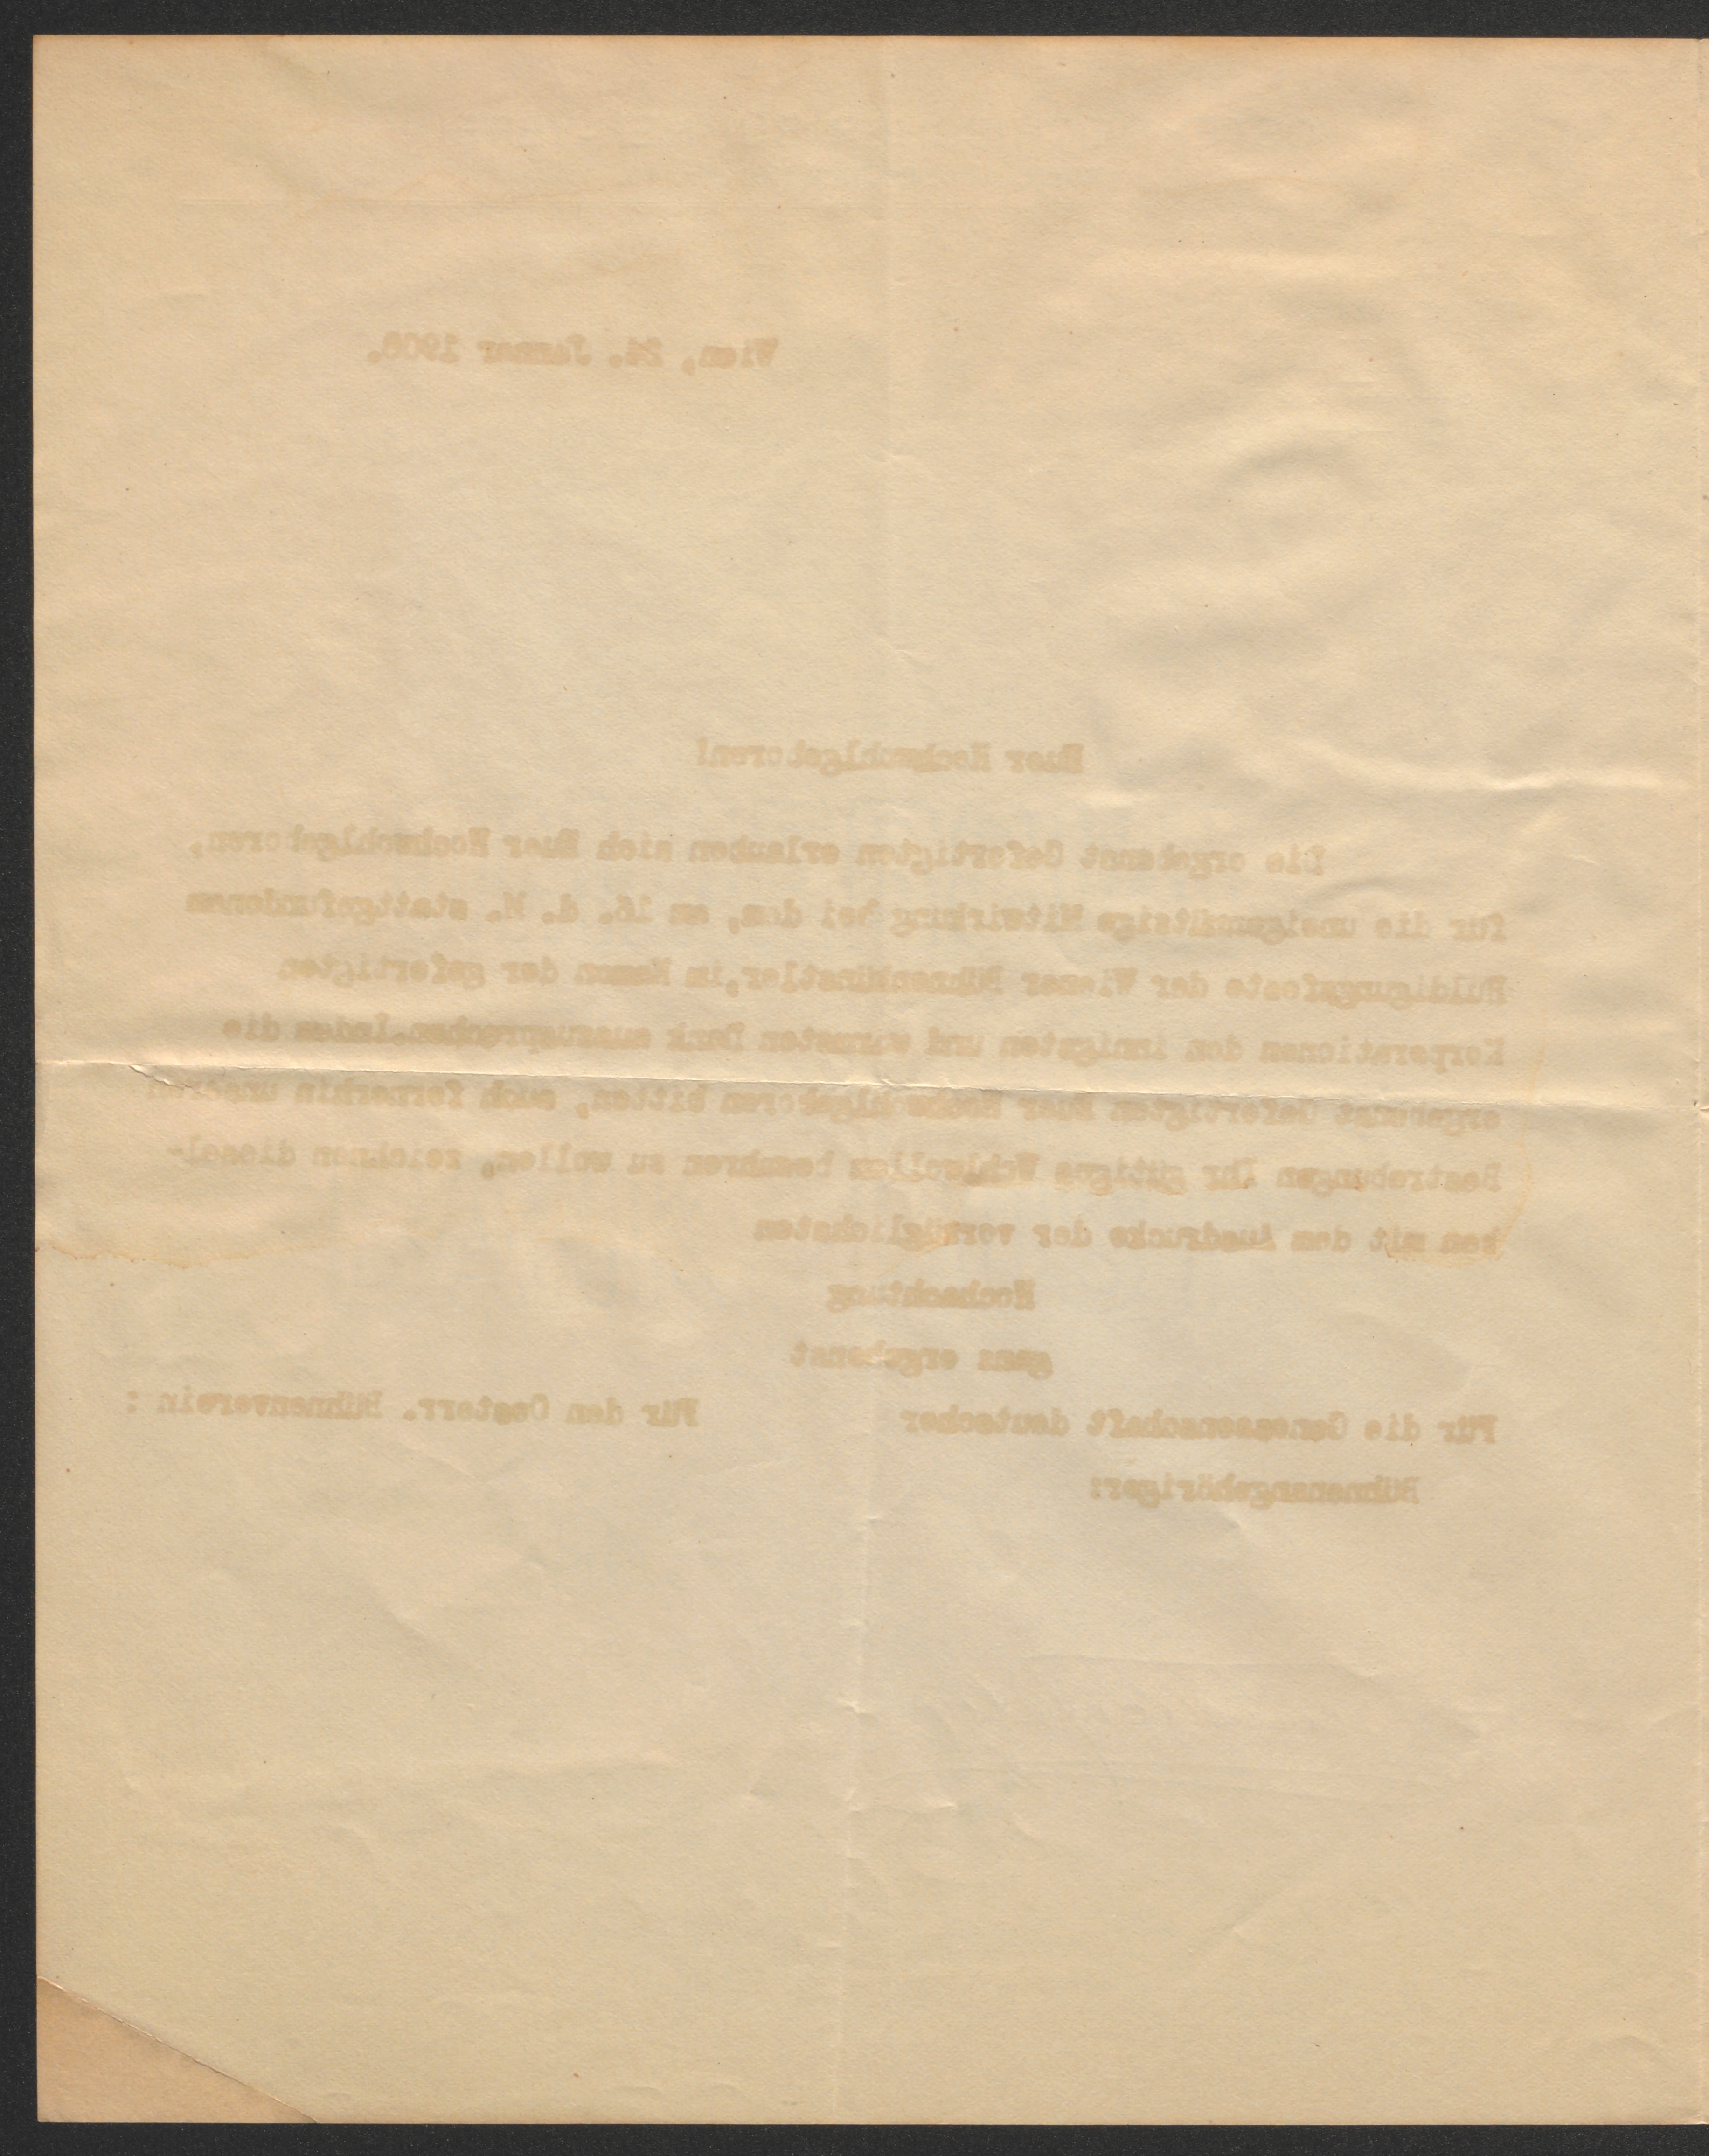 Wien, 24. Jänner 1908.
Euer Hochwohlgeboren!
Die ergebenst Gefertigten erlauben sich Euer Hochwohlgeboren,
für die uneigennützige Mitwirkung bei dem, am 16. d. M. stattgefundenem
Huldigungsfeste der Wiener Bühnenkünstler,im Namen der gefertigten
Korporationen den innigsten und warmsten Dank auszusprechen.Indem die
ergebenst Gefertigten Euer Hochwohlgeboren bitten, auch fernerhin unseren
Bestrebungen Ihr gütiges Wohlwollen bewahren zu wollen, zeichnen diesel-
ben mit dem Ausdrucke der vorzüglichsten
Hochachtung
ganz ergebenst
Für die Genossenschaft deutscher
Bühnenangehöriger:
Für den Oesterr. Bühnenverein :